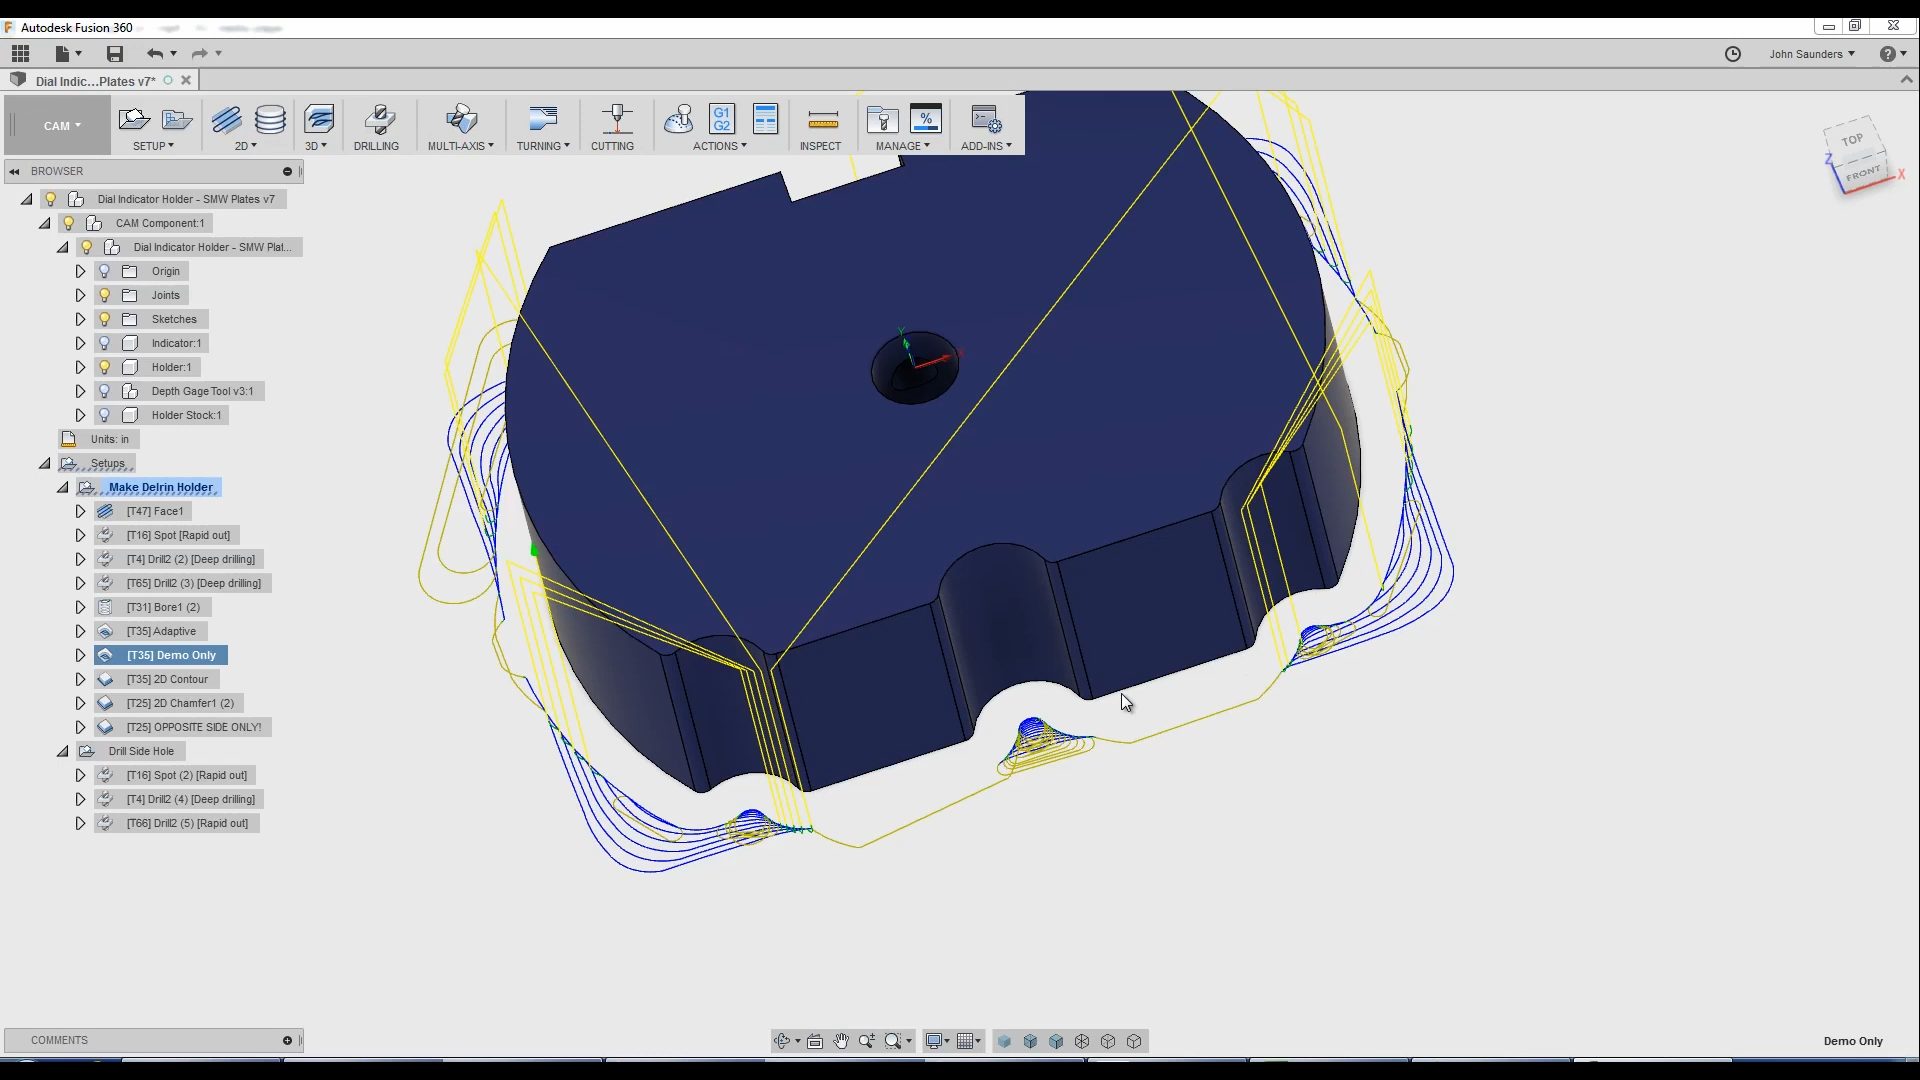 Autodesk Fusion 360
John Saunders
Dial Indic...Plates v7*
CAM
SETUP
2D
3D
DRILLING
MULTI-AXIS
TURNING
CUTTING
G1
G2
ACTIONS
%
INSPECT
MANAGE
ADD-INS
TOP
FRONT
Z
X
BROWSER
Dial Indicator Holder - SMW Plates v7
CAM Component:1
Dial Indicator Holder - SMW Plat...
Origin
Joints
Sketches
Indicator:1
Holder:1
Depth Gage Tool v3:1
Holder Stock:1
Units: in
Setups
Make Delrin Holder
[T47] Face1
[T16] Spot [Rapid out]
[T4] Drill2 (2) [Deep drilling]
[T65] Drill2 (3) [Deep drilling]
[T31] Bore1 (2)
[T35] Adaptive
[T35] Demo Only
[T35] 2D Contour
[T25] 2D Chamfer1 (2)
[T25] OPPOSITE SIDE ONLY!
Drill Side Hole
[T16] Spot (2) [Rapid out]
[T4] Drill2 (4) [Deep drilling]
[T66] Drill2 (5) [Rapid out]
Y
COMMENTS
Demo Only